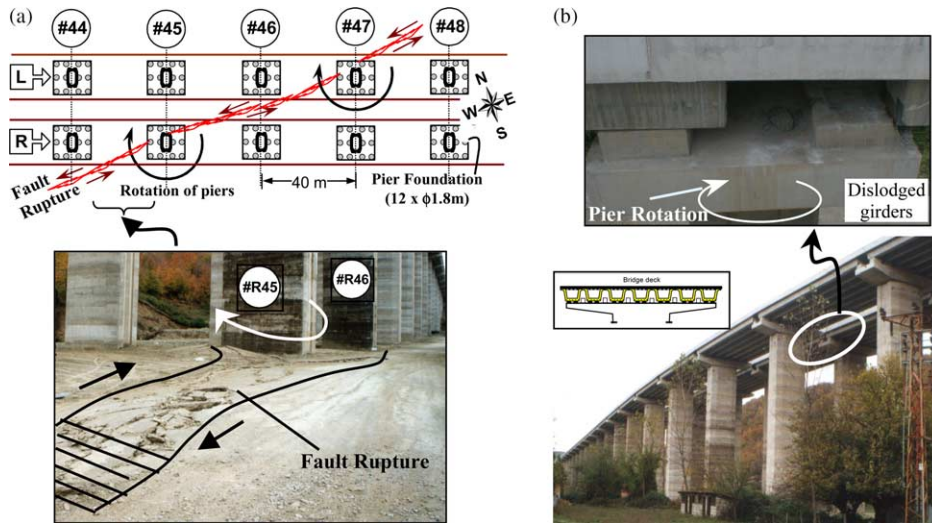 (a)
#44 #45 #46 #47 #48
L
N
W E
S
R
Fault
Rupture
Rotation of piers
40 m
Pier Foundation
(12 x ϕ1.8m)
#R45
#R46
Fault Rupture
(b)
Pier Rotation
Dislodged
girders
Bridge deck